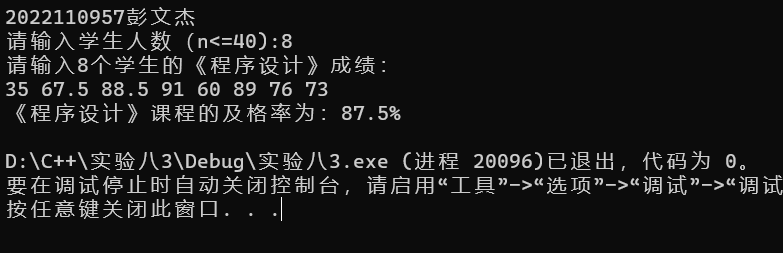 2022110957彭文杰
请输入学生人数（n<=40):8
请输入8个学生的《程序设计》成绩：
35 67.5 88.5 91 60 89 76 73
《程序设计》课程的及格率为：87.5%
D:\C++\实验八3\Debug\实验八3.exe (进程 20096)已退出，代码为 0。
要在调试停止时自动关闭控制台，请启用“工具”->“选项”->“调试”->“调试
按任意键关闭此窗口. . .